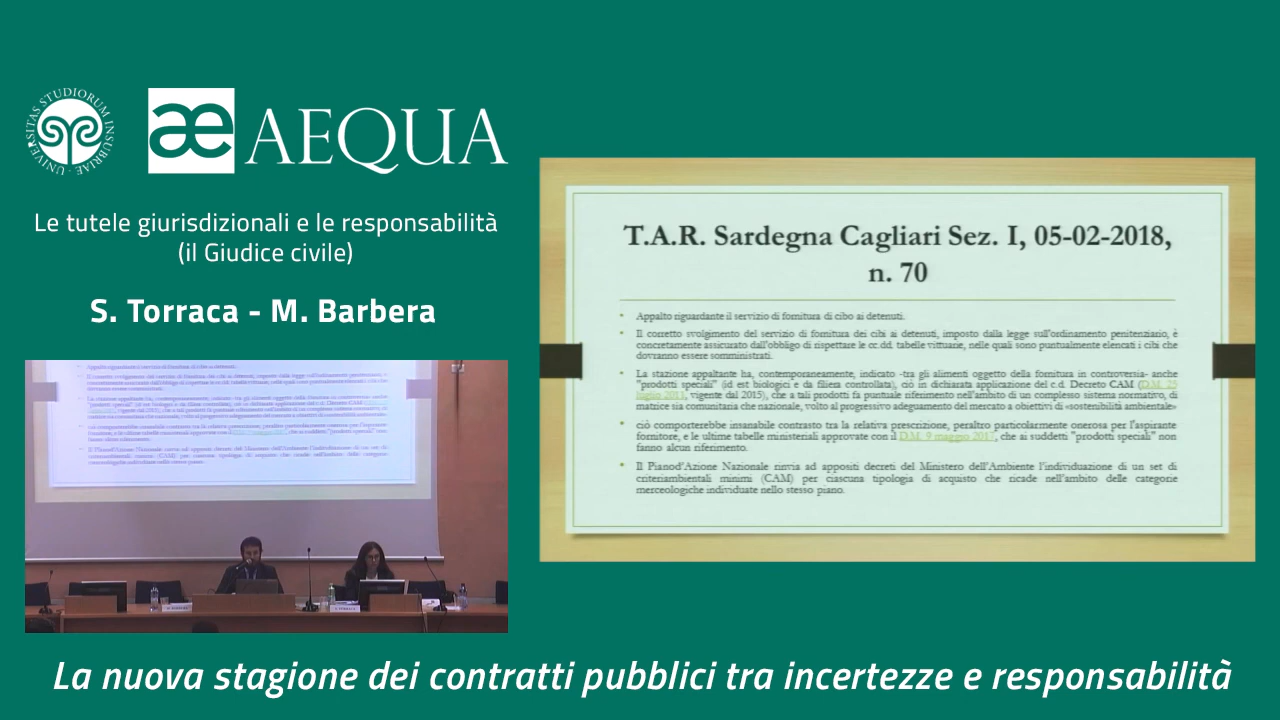 UNIVERSITAS STUDIORUM INSUBRIAE
æ AEQUA
Le tutele giurisdizionali e le responsabilità
(il Giudice civile)
S. Torraca - M. Barbera
T.A.R. Sardegna Cagliari Sez. I, 05-02-2018,
n. 70
• Appalto riguardante il servizio di fornitura di cibo ai detenuti.
• Il corretto svolgimento del servizio di fornitura dei cibi ai detenuti, imposto dalla legge sull'ordinamento penitenziario, è
concretamente assicurato dall'obbligo di rispettare le cc.dd. tabelle vittuarie, nelle quali sono puntualmente elencati i cibi che
dovranno essere somministrati.
• La stazione appaltante ha, contemporaneamente, indicato -tra gli alimenti oggetto della fornitura in controversia- anche
"prodotti speciali" (id est biologici e da filiera controllata), ciò in dichiarata applicazione del c.d. Decreto CAM (D.M. 25
luglio 2011, vigente dal 2015), che a tali prodotti fa puntuale riferimento nell'ambito di un complesso sistema normativo, di
matrice sia comunitaria che nazionale, volto al progressivo adeguamento del mercato a obiettivi di «sostenibilità ambientale»
• ciò comporterebbe insanabile contrasto tra la relativa prescrizione, peraltro particolarmente onerosa per l'aspirante
fornitore, e le ultime tabelle ministeriali approvate con il D.M. 9 maggio 2017, che ai suddetti "prodotti speciali" non
fanno alcun riferimento.
• Il Pianod'Azione Nazionale rinvia ad appositi decreti del Ministero dell'Ambiente l'individuazione di un set di
criteriambientali minimi (CAM) per ciascuna tipologia di acquisto che ricade nell'ambito delle categorie
merceologiche individuate nello stesso piano.
La nuova stagione dei contratti pubblici tra incertezze e responsabilità